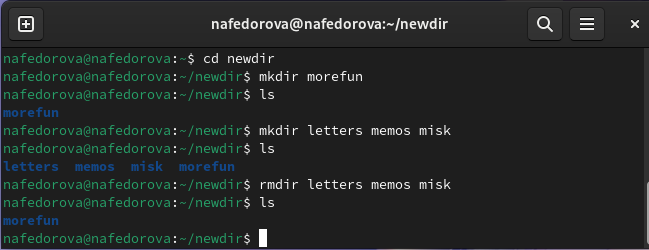 nafedorova@nafedorova:~/newdir
nafedorova@nafedorova:~$ cd newdir
nafedorova@nafedorova:~/newdir$ mkdir morefun
nafedorova@nafedorova:~/newdir$ ls
morefun
nafedorova@nafedorova:~/newdir$ mkdir letters memos misk
nafedorova@nafedorova:~/newdir$ ls
letters  memos  misk  morefun
nafedorova@nafedorova:~/newdir$ rmdir letters memos misk
nafedorova@nafedorova:~/newdir$ ls
morefun
nafedorova@nafedorova:~/newdir$